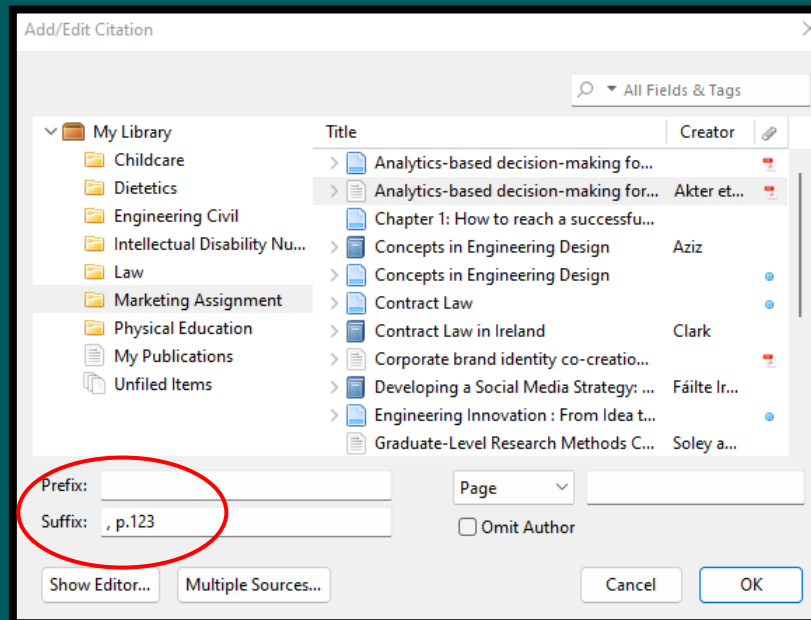 Add/Edit Citation
All Fields & Tags
My Library
Childcare
Dietetics
Engineering Civil
Intellectual Disability Nu...
Law
Marketing Assignment
Physical Education
My Publications
Unfiled Items
Title Creator
Analytics-based decision-making fo...
Analytics-based decision-making for... Akter et...
Chapter 1: How to reach a successfu...
Concepts in Engineering Design Aziz
Concepts in Engineering Design
Contract Law
Contract Law in Ireland Clark
Corporate brand identity co-creatio...
Developing a Social Media Strategy: ... Fáilte Ir...
Engineering Innovation : From Idea t...
Graduate-Level Research Methods C... Soley a...
Prefix:
Page
Suffix: , p.123
Omit Author
Show Editor... Multiple Sources... Cancel OK